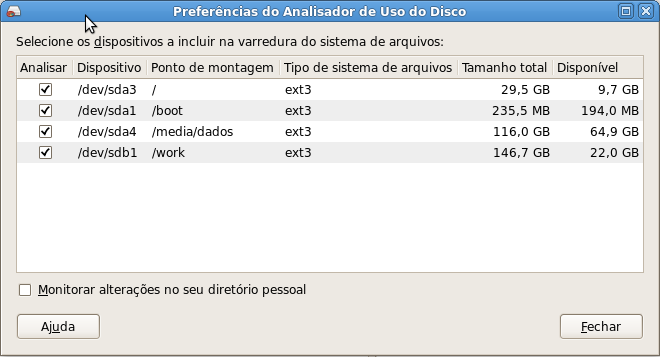 Preferências do Analisador de Uso do Disco
Selecione os dispositivos a incluir na varredura do sistema de arquivos:
Analisar Dispositivo Ponto de montagem Tipo de sistema de arquivos Tamanho total Disponível
/dev/sda3 / ext3 29,5 GB 9,7 GB
/dev/sda1 /boot ext3 235,5 MB 194,0 MB
/dev/sda4 /media/dados ext3 116,0 GB 64,9 GB
/dev/sdb1 /work ext3 146,7 GB 22,0 GB
Monitorar alterações no seu diretório pessoal
Ajuda Fechar